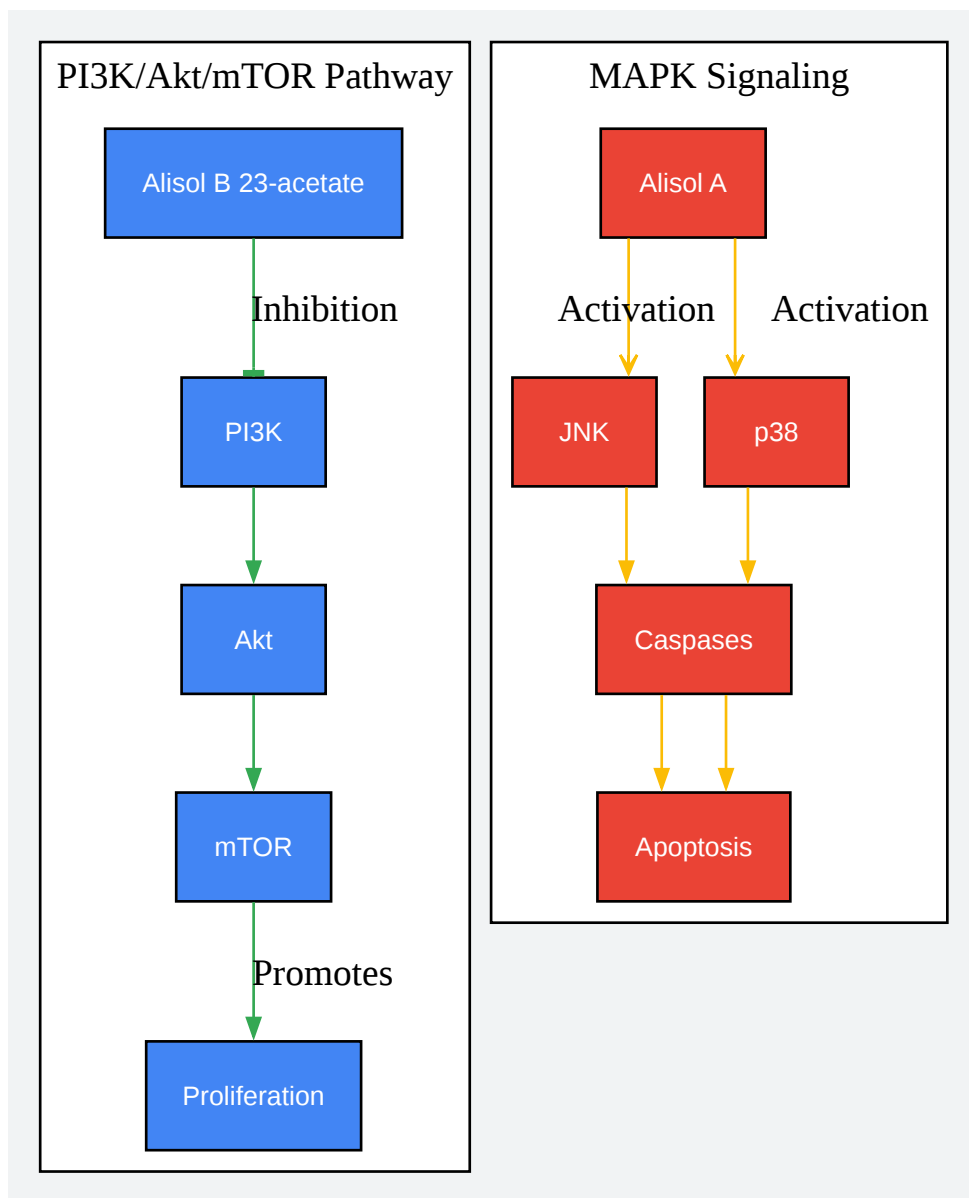 PI3K/Akt/mTOR Pathway
Alisol B 23-acetate
Inhibition
PI3K
Akt
mTOR
Promotes
Proliferation
MAPK Signaling
Alisol A
Activation
Activation
JNK
p38
Caspases
Apoptosis